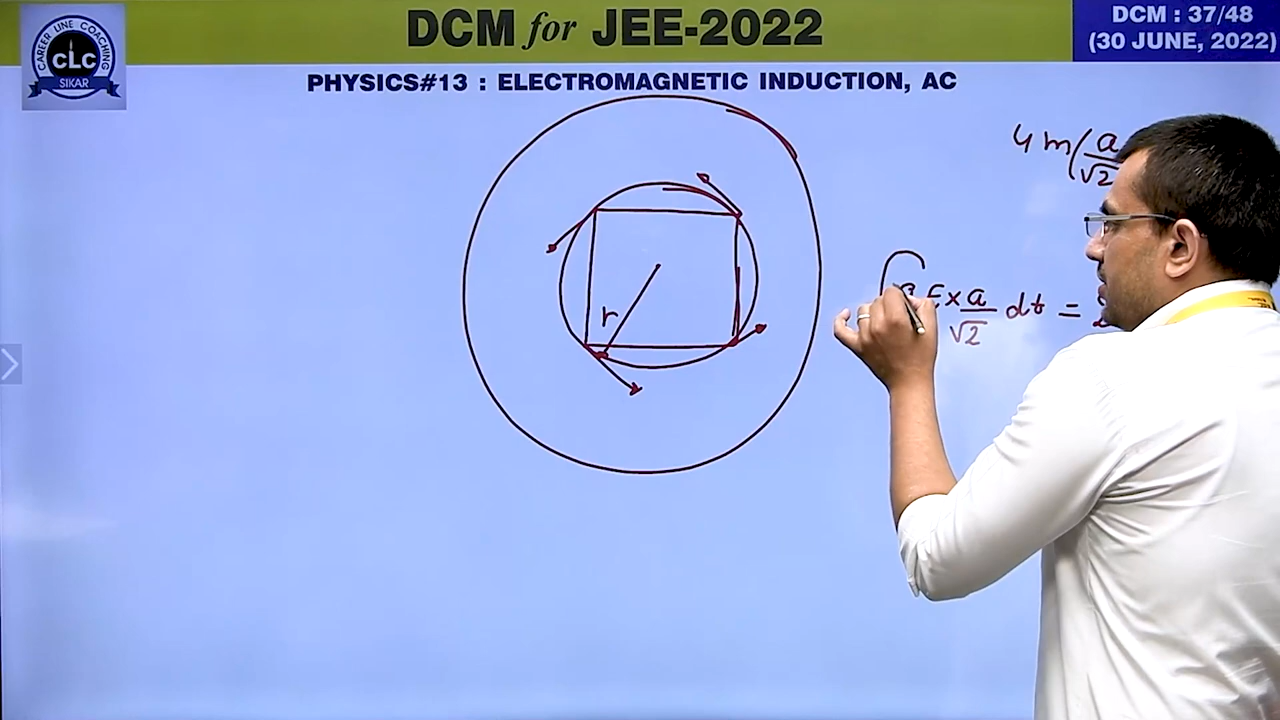 DCM for JEE-2022
DCM : 37/48
(30 JUNE, 2022)
CAREER LINE COACHING
CLC
SIKAR
PHYSICS#13 : ELECTROMAGNETIC INDUCTION, AC
4 m(a/√2
r
∫ E × a/√2 dt =